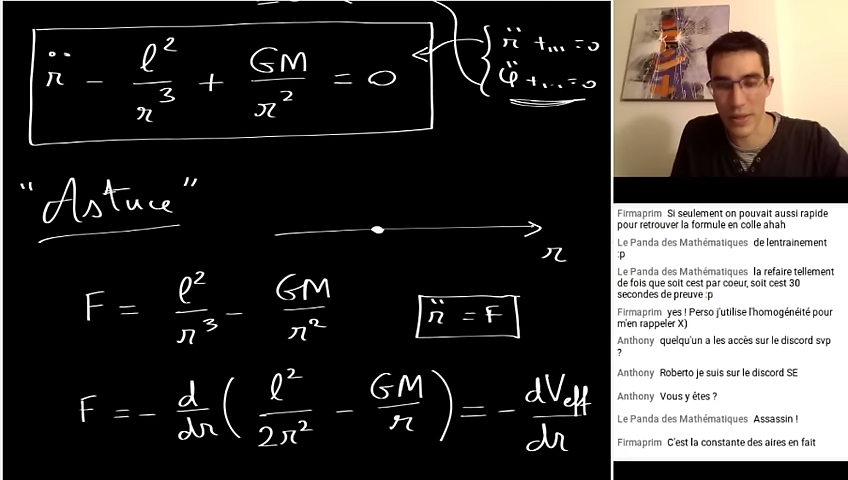 r̈ - ℓ²/r³ + GM/r² = 0
r̈ + ... = 0
φ̈ + ... = 0
"Astuce"
r
F = ℓ²/r³ - GM/r²
r̈ = F
F = - d/dr ( ℓ²/2r² - GM/r ) = - dVeff/dr
Firmaprim Si seulement on pouvait aussi rapide
pour retrouver la formule en colle ahah
Le Panda des Mathématiques de lentrainement
:p
Le Panda des Mathématiques la refaire tellement
de fois que soit cest par coeur, soit cest 30
secondes de preuve :p
Firmaprim yes ! Perso j'utilise l'homogénéité pour
m'en rappeler X)
Anthony quelqu'un a les accès sur le discord svp
?
Anthony Roberto je suis sur le discord SE
Anthony Vous y êtes ?
Le Panda des Mathématiques Assassin !
Firmaprim C'est la constante des aires en fait